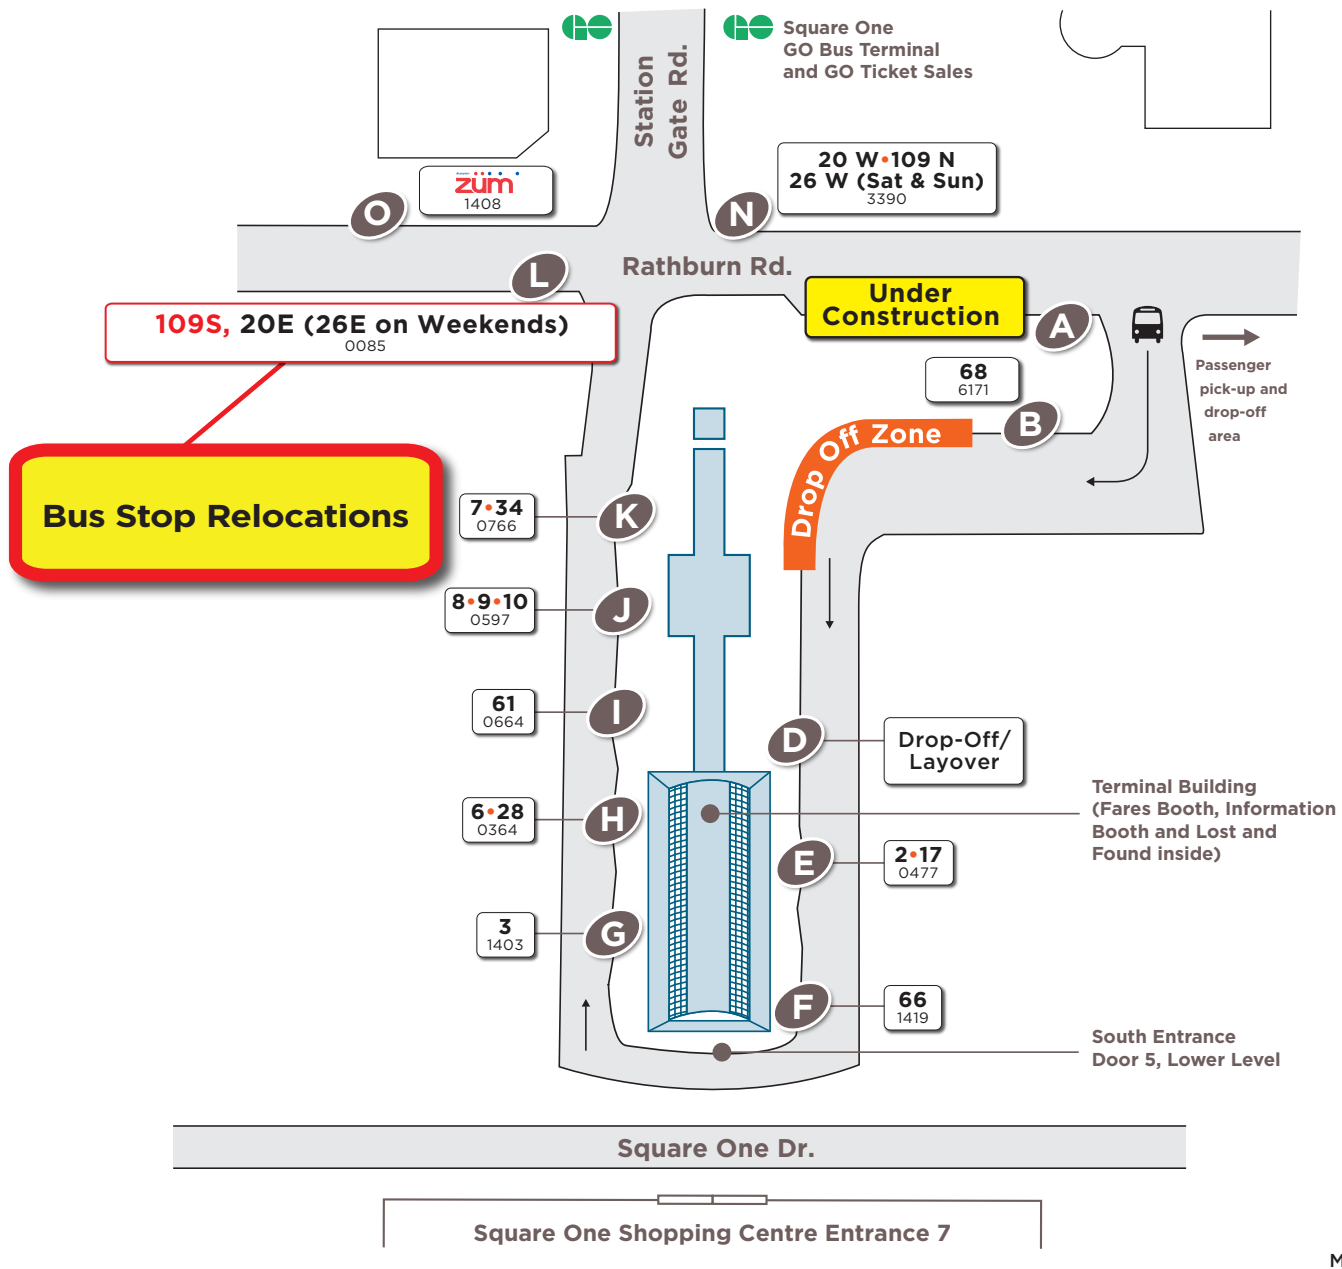 GO
GO
Square One
GO Bus Terminal
and GO Ticket Sales
Station
Gate Rd.
züm
1408
20 W•109 N
26 W (Sat & Sun)
3390
O
N
L
Rathburn Rd.
Under
Construction
A
109S, 20E (26E on Weekends)
0085
Passenger
pick-up and
drop-off
area
68
6171
B
Drop Off Zone
Bus Stop Relocations
7•34
0766
K
8•9•10
0597
J
61
0664
I
D
Drop-Off/
Layover
Terminal Building
(Fares Booth, Information
Booth and Lost and
Found inside)
6•28
0364
H
E
2•17
0477
3
1403
G
F
66
1419
South Entrance
Door 5, Lower Level
Square One Dr.
Square One Shopping Centre Entrance 7
M